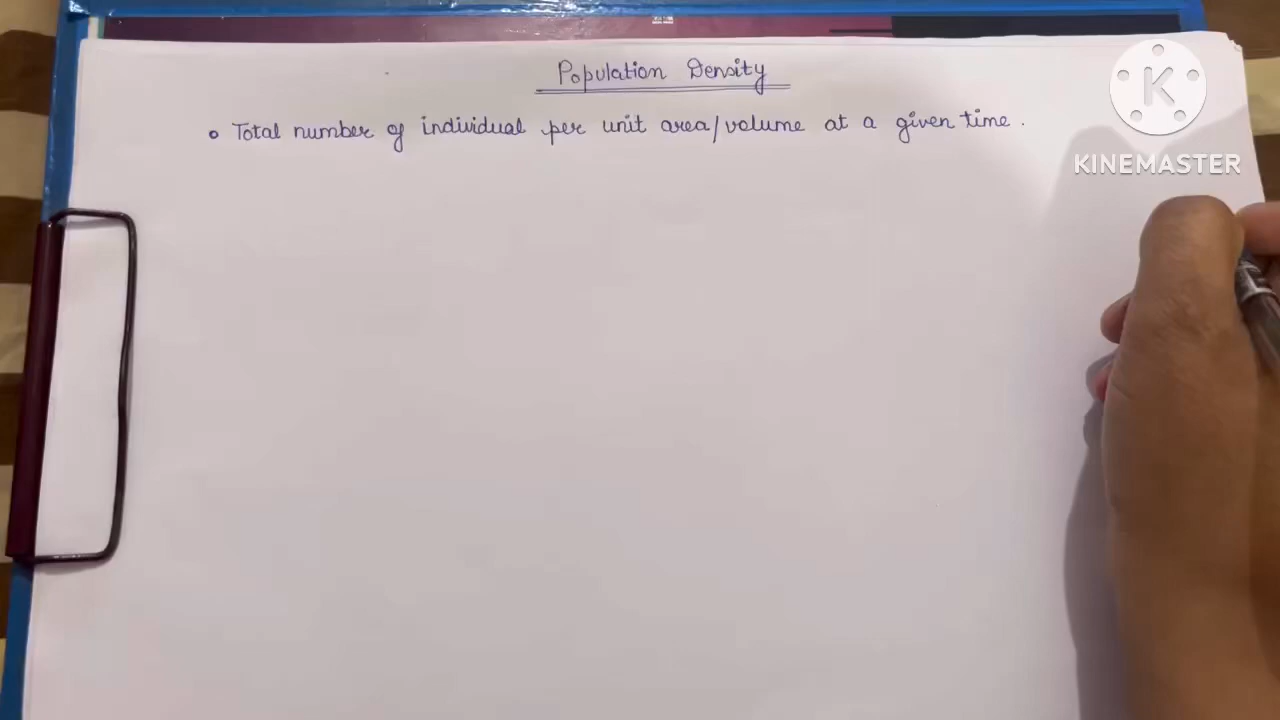 Population Density
Total number of individual per unit area/volume at a given time.
K
KINEMASTER